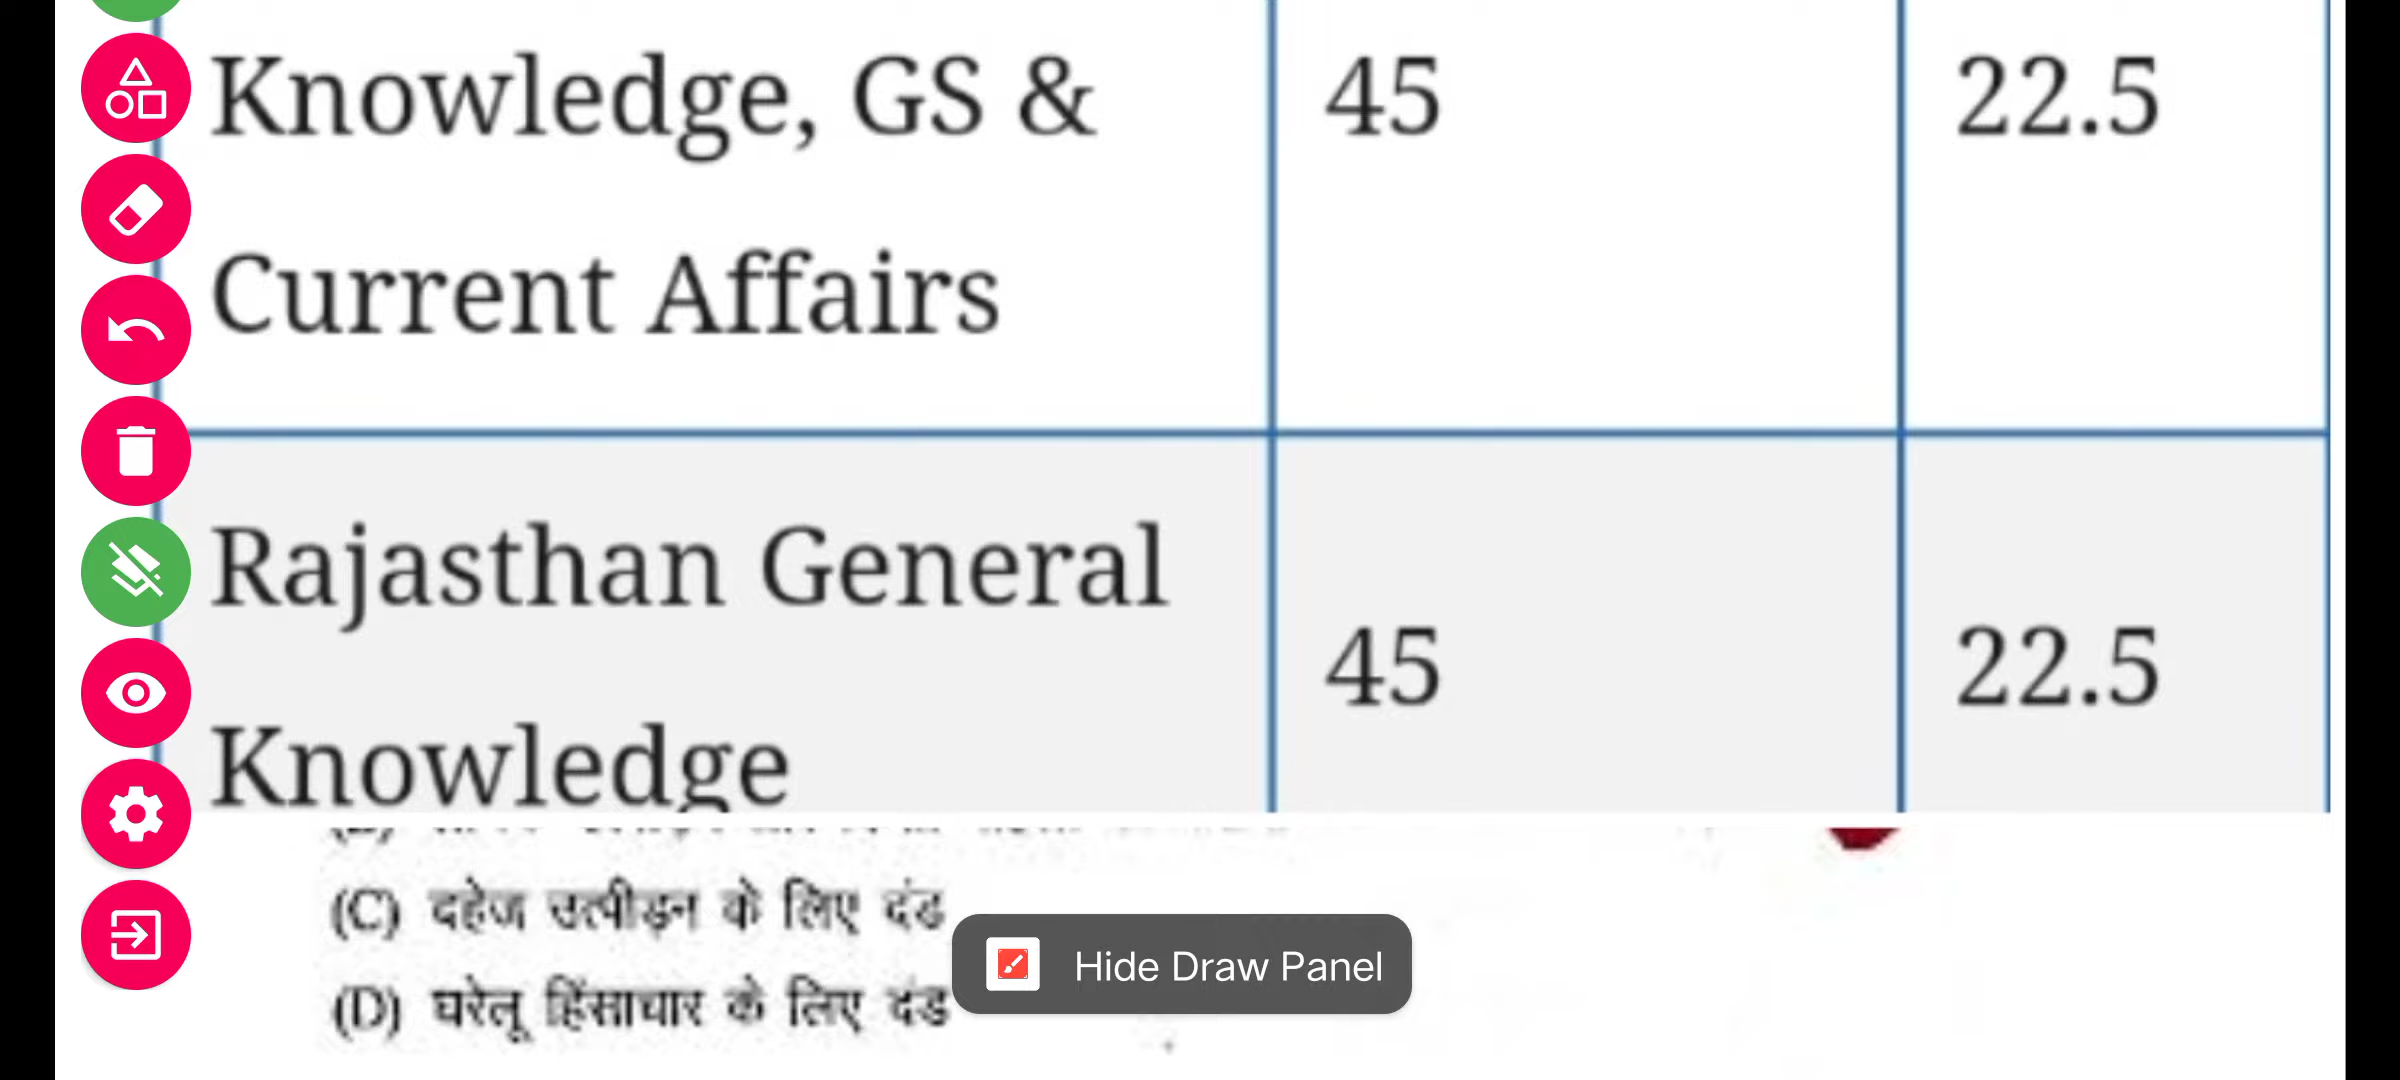 Knowledge, GS &
45
22.5
Current Affairs
Rajasthan General
45
22.5
Knowledge
(C) दहेज उत्पीड़न के लिए दंड
(D) घरेलू हिंसाचार के लिए दंड
Hide Draw Panel